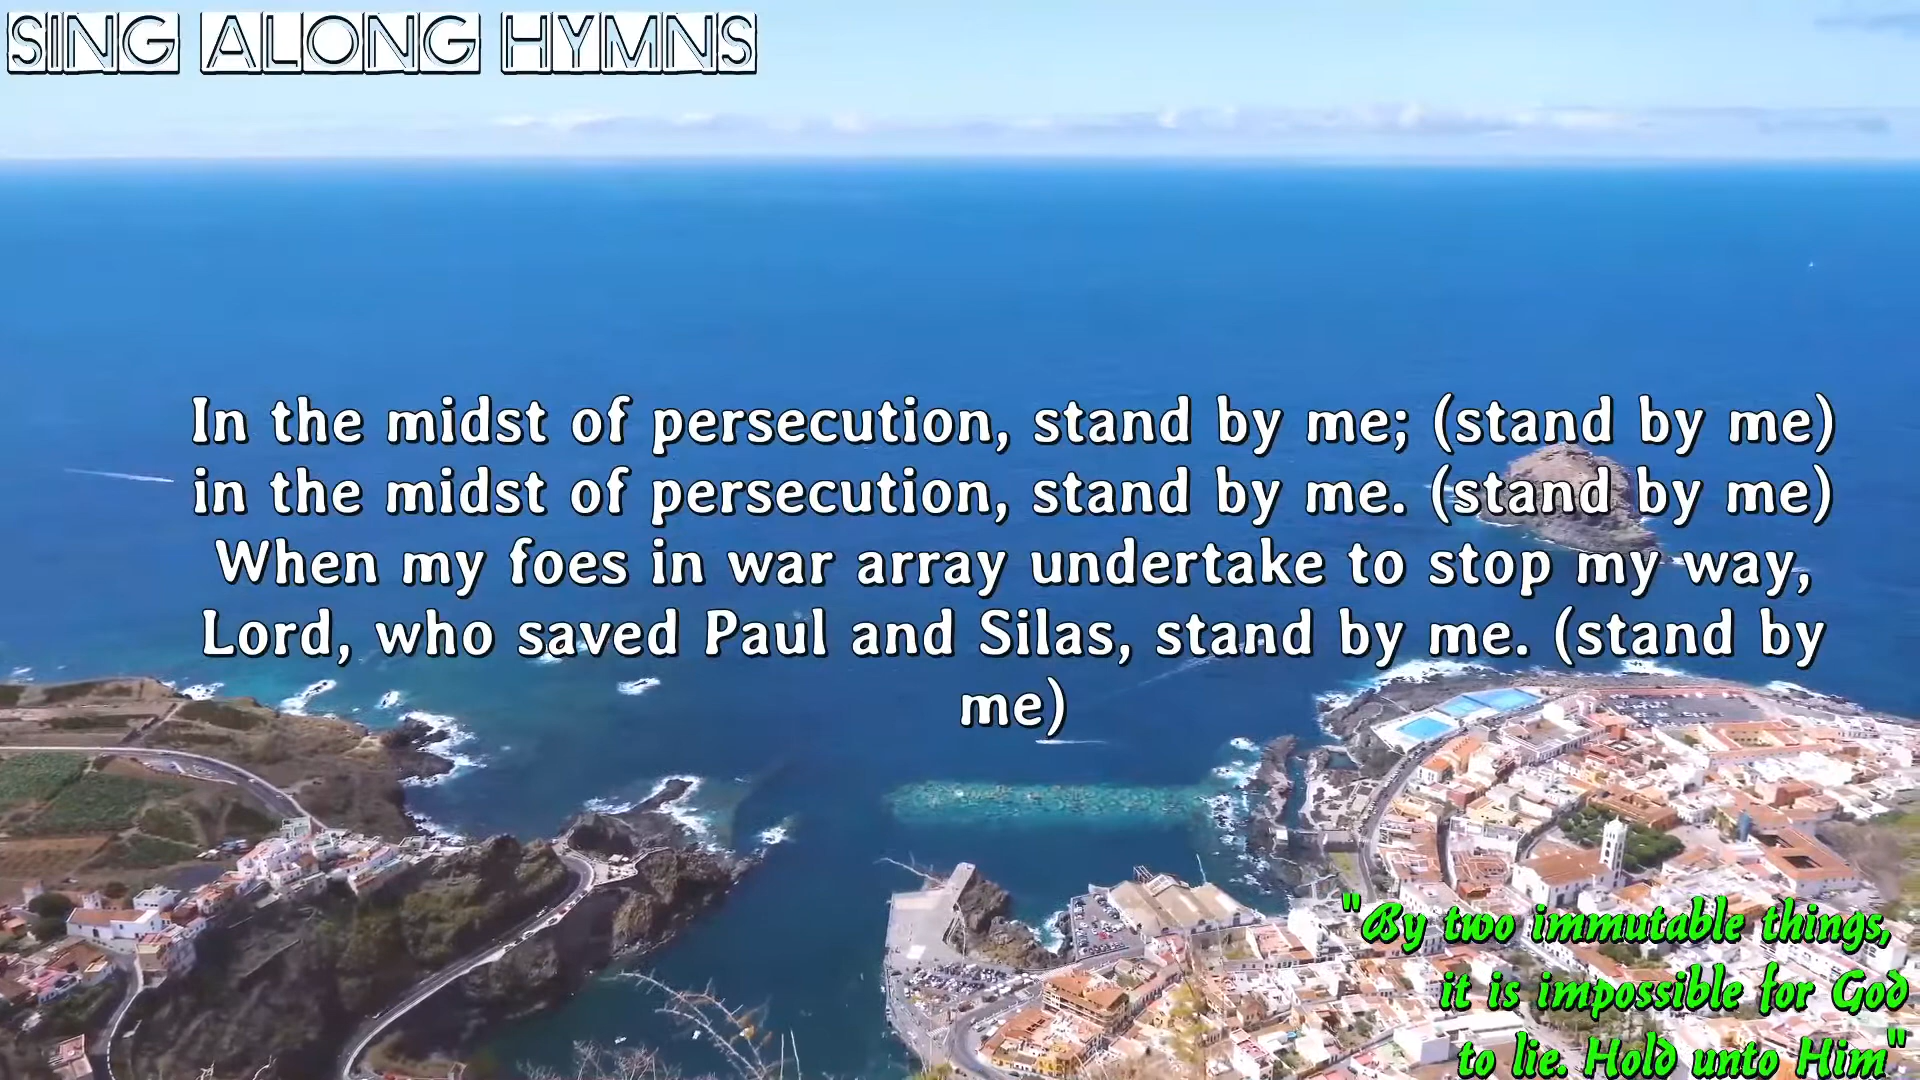 SING ALONG HYMNS
In the midst of persecution, stand by me; (stand by me)
in the midst of persecution, stand by me. (stand by me)
When my foes in war array undertake to stop my way,
Lord, who saved Paul and Silas, stand by me. (stand by
me)
"By two immutable things,
it is impossible for God
to lie. Hold unto Him"